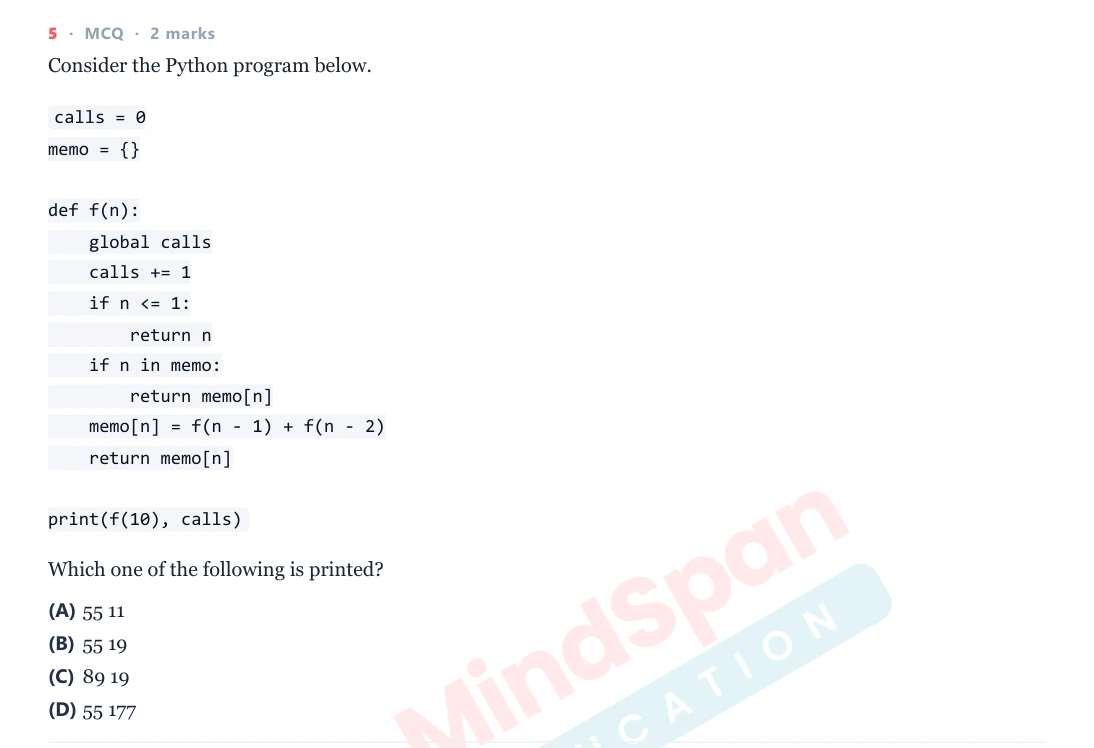 5 · MCQ · 2 marks
Consider the Python program below.
calls = 0
memo = {}
def f(n):
    global calls
    calls += 1
    if n <= 1:
        return n
    if n in memo:
        return memo[n]
    memo[n] = f(n - 1) + f(n - 2)
    return memo[n]
print(f(10), calls)
Which one of the following is printed?
(A) 55 11
(B) 55 19
(C) 89 19
(D) 55 177
MindSpan
UCATION